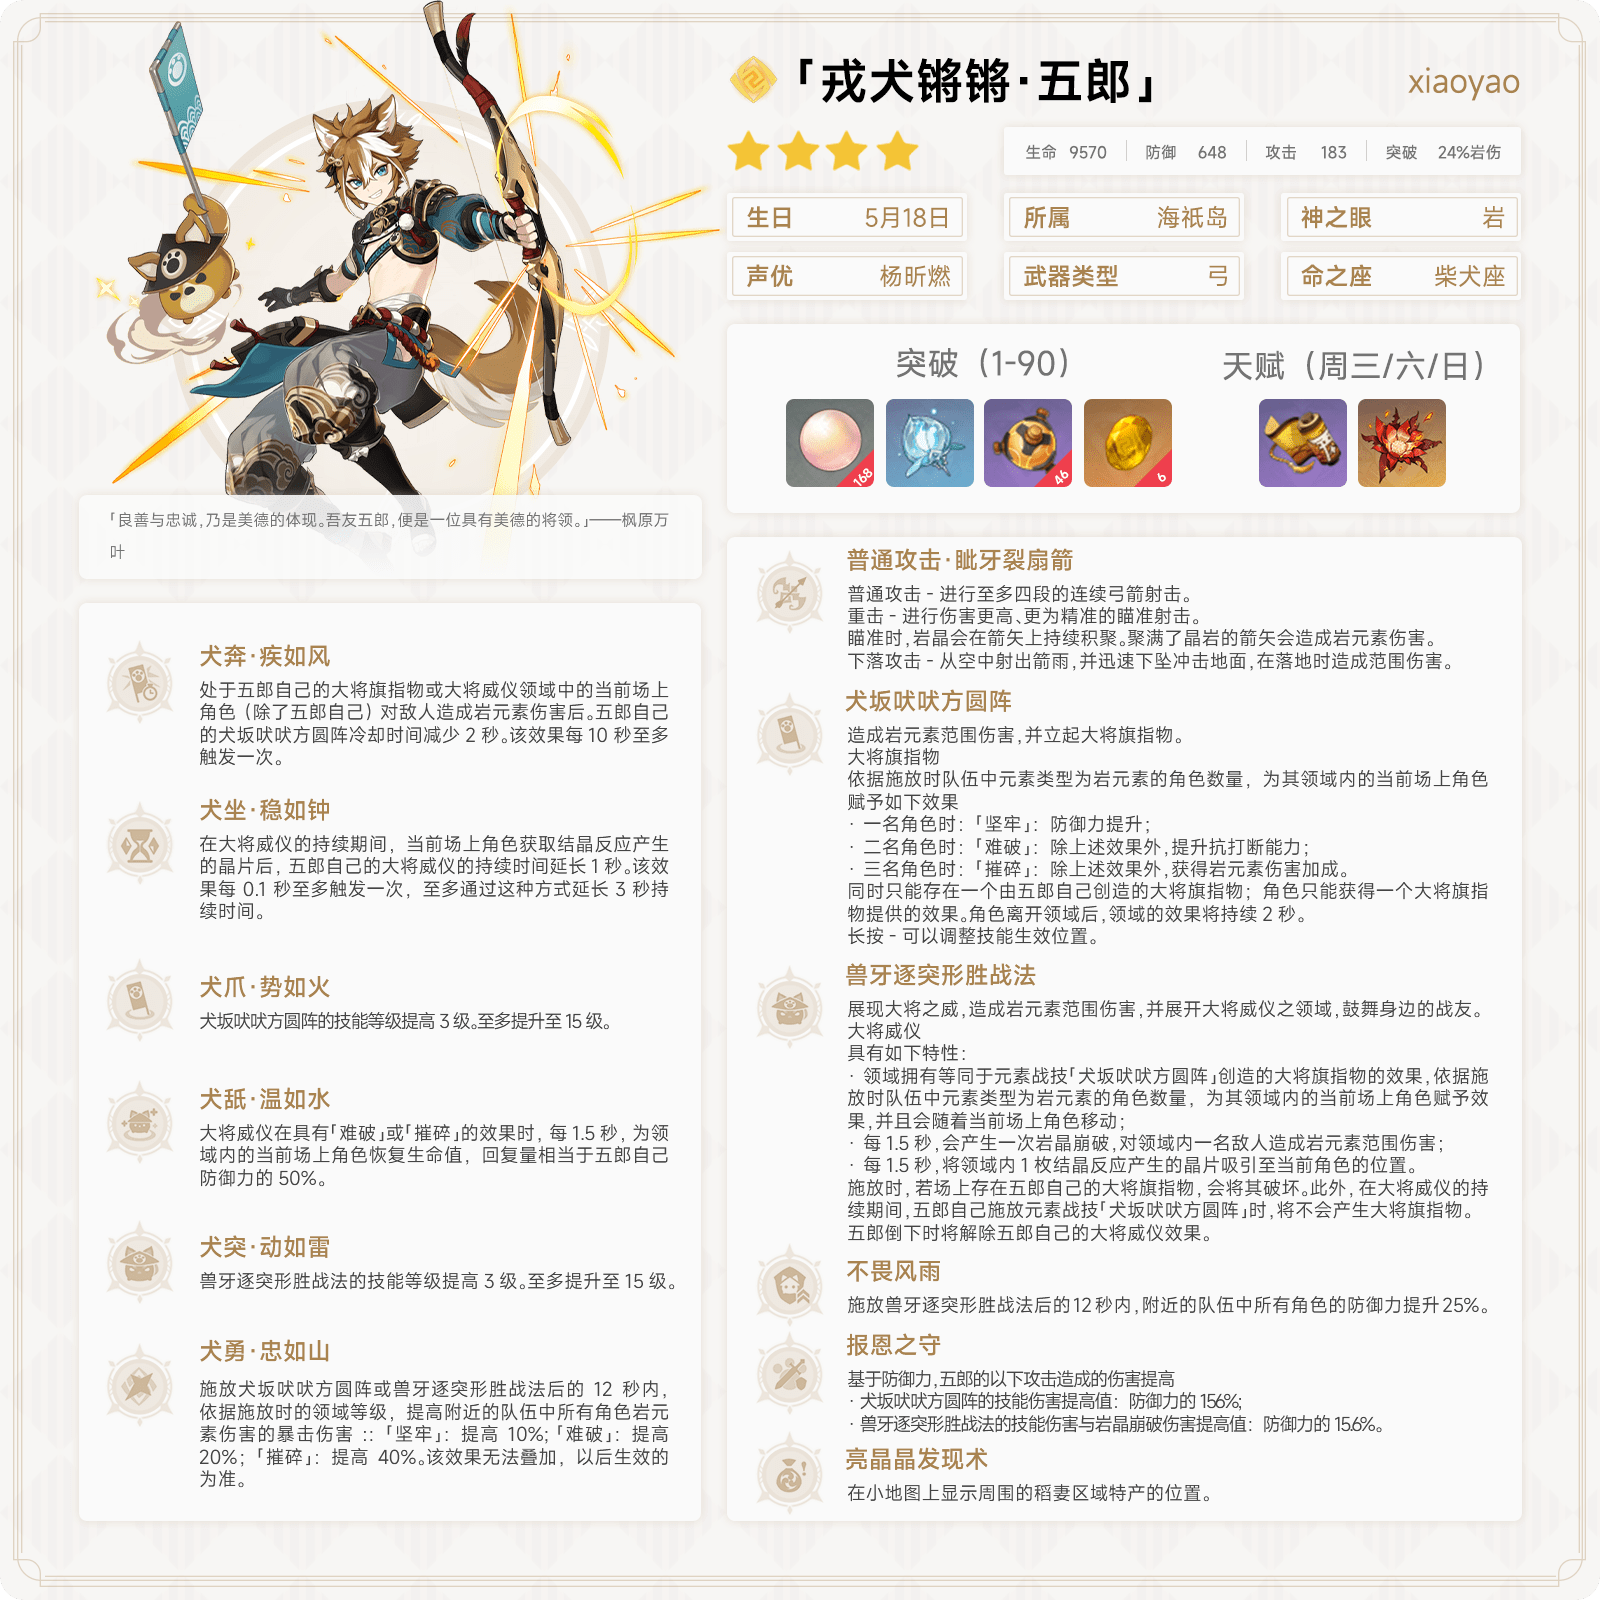 「戎犬锵锵·五郎」
xiaoyao
生命 9570 防御 648 攻击 183 突破 24%岩伤
生日 5月18日 所属 海祇岛 神之眼 岩
声优 杨昕燃 武器类型 弓 命之座 柴犬座
突破（1-90） 天赋（周三/六/日）
168 46 6
「良善与忠诚,乃是美德的体现。吾友五郎,便是一位具有美德的将领。」——枫原万
叶
犬奔·疾如风
处于五郎自己的大将旗指物或大将威仪领域中的当前场上
角色（除了五郎自己）对敌人造成岩元素伤害后。五郎自己
的犬坂吠吠方圆阵冷却时间减少 2 秒。该效果每 10 秒至多
触发一次。
犬坐·稳如钟
在大将威仪的持续期间，当前场上角色获取结晶反应产生
的晶片后，五郎自己的大将威仪的持续时间延长 1 秒。该效
果每 0.1 秒至多触发一次，至多通过这种方式延长 3 秒持
续时间。
犬爪·势如火
犬坂吠吠方圆阵的技能等级提高 3 级。至多提升至 15 级。
犬舐·温如水
大将威仪在具有「难破」或「摧碎」的效果时，每 1.5 秒，为领
域内的当前场上角色恢复生命值，回复量相当于五郎自己
防御力的 50%。
犬突·动如雷
兽牙逐突形胜战法的技能等级提高 3 级。至多提升至 15 级。
犬勇·忠如山
施放犬坂吠吠方圆阵或兽牙逐突形胜战法后的 12 秒内，
依据施放时的领域等级，提高附近的队伍中所有角色岩元
素伤害的暴击伤害 ::「坚牢」：提高 10%;「难破」：提高
20%；「摧碎」：提高 40%。该效果无法叠加，以后生效的
为准。
普通攻击·呲牙裂扇箭
普通攻击 - 进行至多四段的连续弓箭射击。
重击 - 进行伤害更高、更为精准的瞄准射击。
瞄准时,岩晶会在箭矢上持续积聚。聚满了晶岩的箭矢会造成岩元素伤害。
下落攻击 - 从空中射出箭雨,并迅速下坠冲击地面,在落地时造成范围伤害。
犬坂吠吠方圆阵
造成岩元素范围伤害,并立起大将旗指物。
大将旗指物
依据施放时队伍中元素类型为岩元素的角色数量，为其领域内的当前场上角色
赋予如下效果
· 一名角色时：「坚牢」：防御力提升；
· 二名角色时：「难破」：除上述效果外,提升抗打断能力；
· 三名角色时：「摧碎」：除上述效果外,获得岩元素伤害加成。
同时只能存在一个由五郎自己创造的大将旗指物；角色只能获得一个大将旗指
物提供的效果。角色离开领域后,领域的效果将持续 2 秒。
长按 - 可以调整技能生效位置。
兽牙逐突形胜战法
展现大将之威,造成岩元素范围伤害,并展开大将威仪之领域,鼓舞身边的战友。
大将威仪
具有如下特性：
· 领域拥有等同于元素战技「犬坂吠吠方圆阵」创造的大将旗指物的效果,依据施
放时队伍中元素类型为岩元素的角色数量，为其领域内的当前场上角色赋予效
果,并且会随着当前场上角色移动；
· 每 1.5 秒,会产生一次岩晶崩破,对领域内一名敌人造成岩元素范围伤害；
· 每 1.5 秒,将领域内 1 枚结晶反应产生的晶片吸引至当前角色的位置。
施放时，若场上存在五郎自己的大将旗指物，会将其破坏。此外，在大将威仪的持
续期间,五郎自己施放元素战技「犬坂吠吠方圆阵」时,将不会产生大将旗指物。
五郎倒下时将解除五郎自己的大将威仪效果。
不畏风雨
施放兽牙逐突形胜战法后的12秒内,附近的队伍中所有角色的防御力提升25%。
报恩之守
基于防御力,五郎的以下攻击造成的伤害提高
· 犬坂吠吠方圆阵的技能伤害提高值：防御力的 156%;
· 兽牙逐突形胜战法的技能伤害与岩晶崩破伤害提高值：防御力的 15.6%。
亮晶晶发现术
在小地图上显示周围的稻妻区域特产的位置。